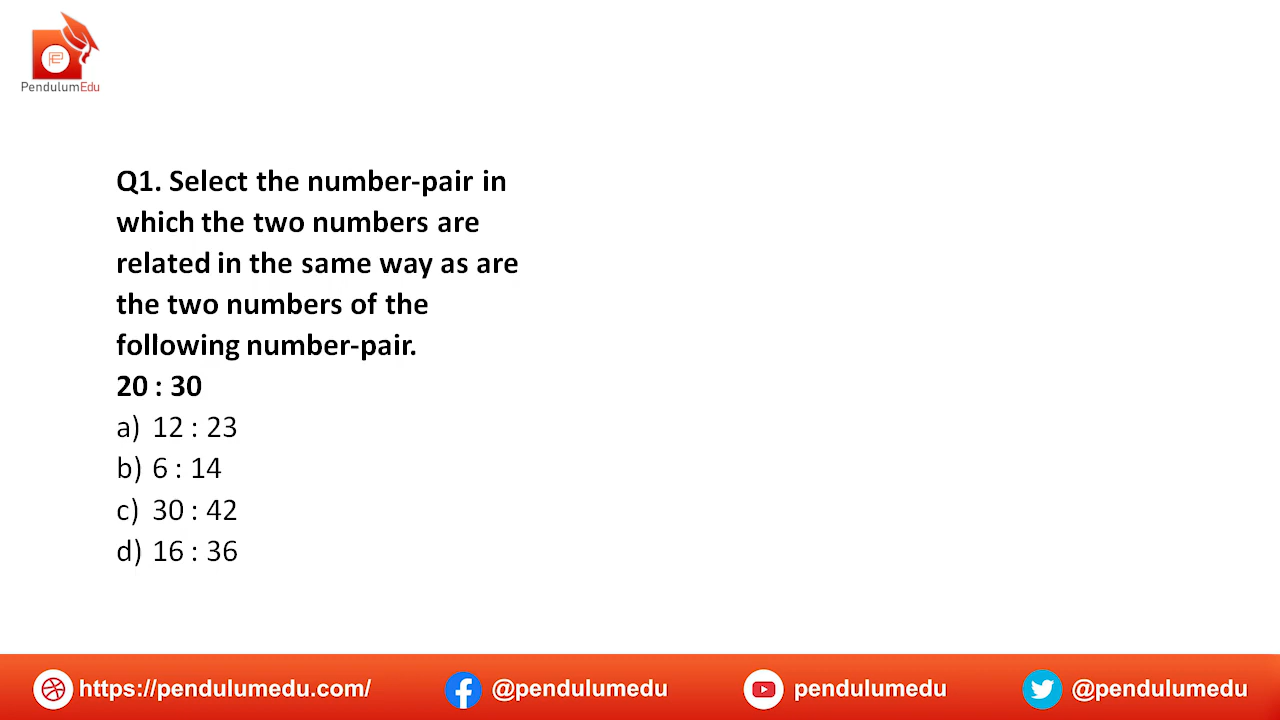 PendulumEdu
Q1. Select the number-pair in
which the two numbers are
related in the same way as are
the two numbers of the
following number-pair.
20 : 30
a) 12 : 23
b) 6 : 14
c) 30 : 42
d) 16 : 36
https://pendulumedu.com/ @pendulumedu pendulumedu @pendulumedu